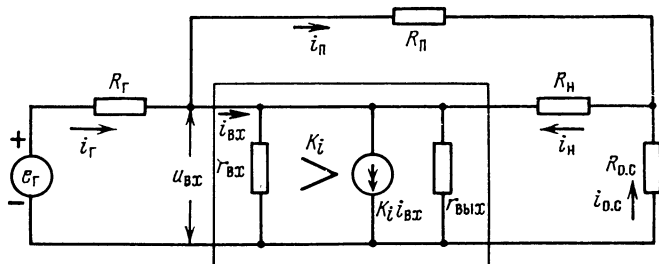 R_П
i_П
R_Г
R_Н
+
i_Г
i_вх
i_Н
e_Г
u_вх
r_вх
K_i
R_о.с
−
K_i i_вх
r_вых
i_о.с